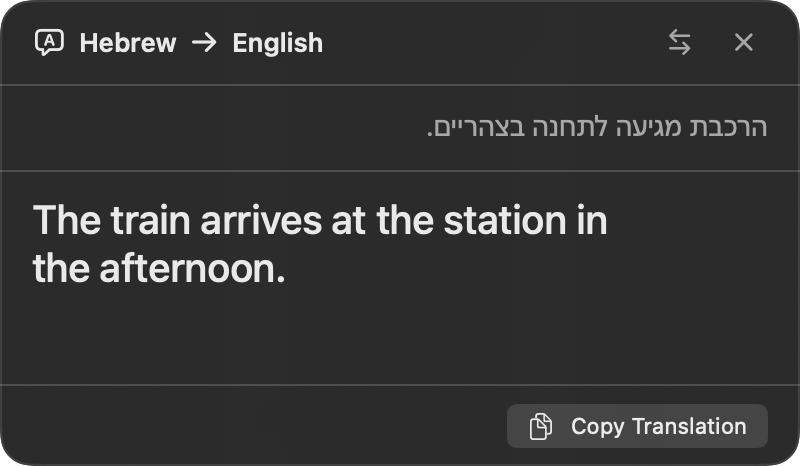 Hebrew → English
הרכבת מגיעה לתחנה בצהריים.
The train arrives at the station in
the afternoon.
Copy Translation